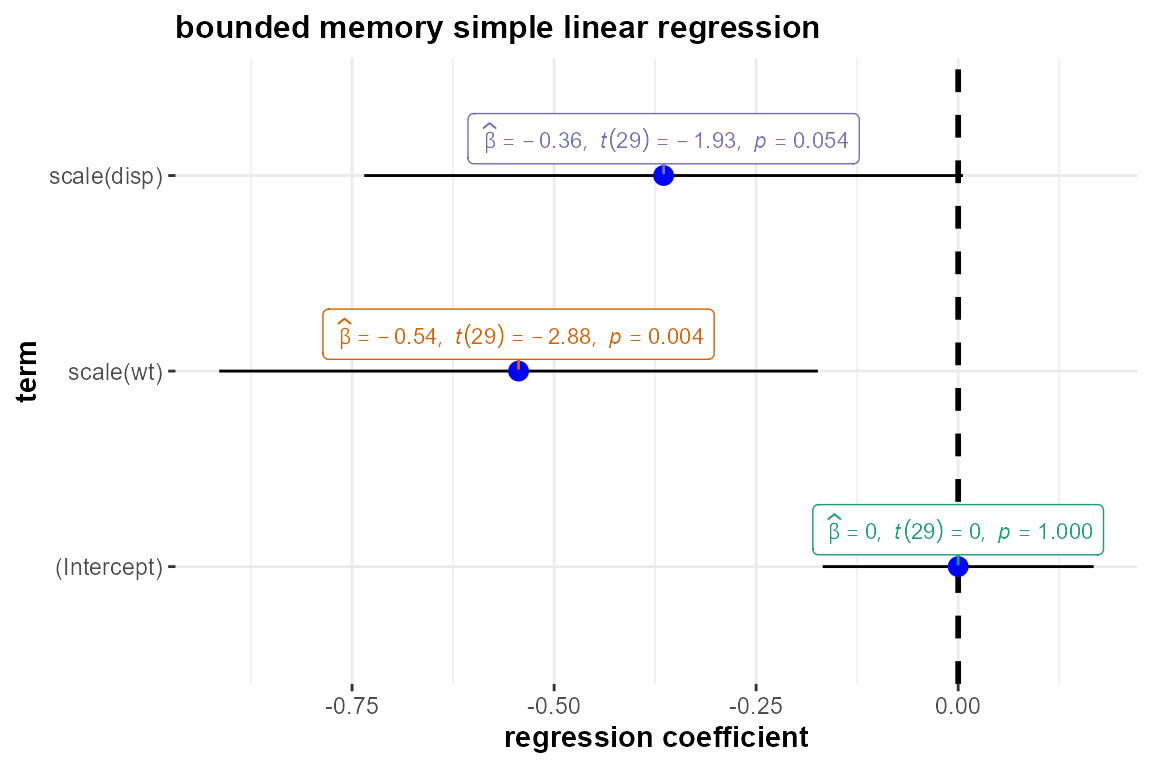 bounded memory simple linear regression
term
scale(disp)
β̂ = − 0.36, t(29) = − 1.93, p = 0.054
scale(wt)
β̂ = − 0.54, t(29) = − 2.88, p = 0.004
(Intercept)
β̂ = 0, t(29) = 0, p = 1.000
-0.75 -0.50 -0.25 0.00
regression coefficient